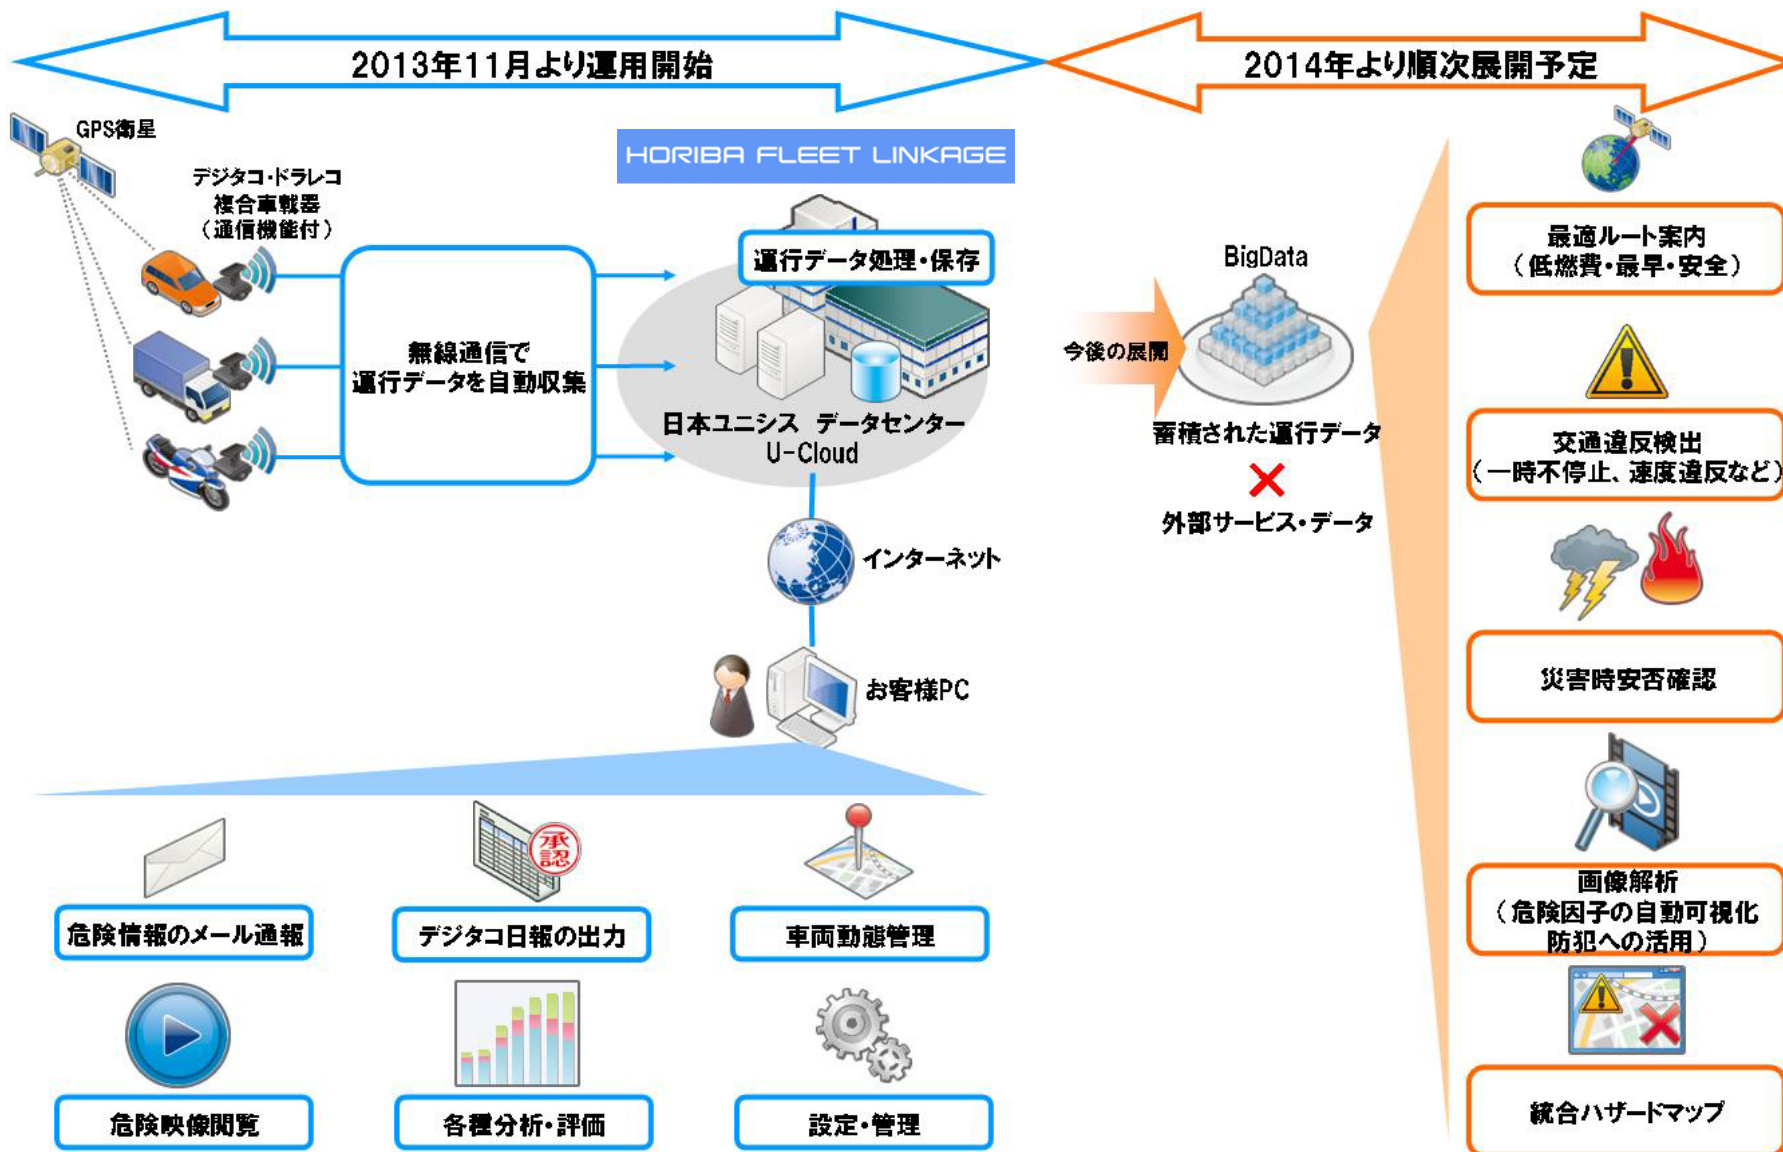 2013年11月より運用開始
2014年より順次展開予定
GPS衛星
デジタコ・ドラレコ
複合車載器
（通信機能付）
HORIBA FLEET LINKAGE
運行データ処理・保存
無線通信で
運行データを自動収集
日本ユニシス データセンター
U-Cloud
インターネット
お客様PC
危険情報のメール通報
承認
デジタコ日報の出力
車両動態管理
危険映像閲覧
各種分析・評価
設定・管理
今後の展開
BigData
蓄積された運行データ
外部サービス・データ
最適ルート案内
（低燃費・最早・安全）
交通違反検出
（一時不停止、速度違反など）
災害時安否確認
画像解析
（危険因子の自動可視化
防犯への活用）
統合ハザードマップ